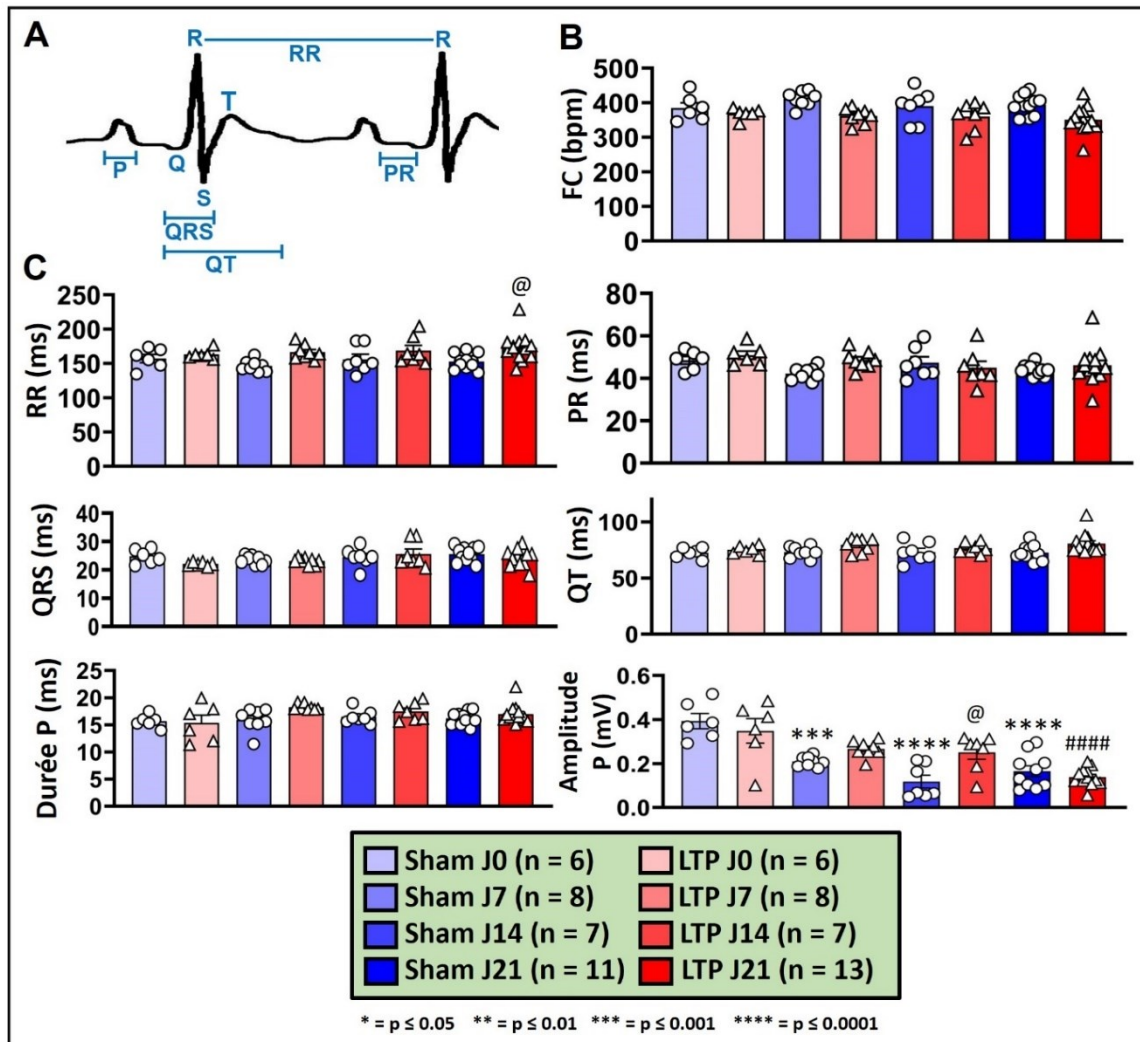 A
R
RR
R
T
P
Q
PR
S
QRS
QT
B
FC (bpm)
500
400
300
200
100
0
C
RR (ms)
250
200
150
100
50
0
@
PR (ms)
80
60
40
20
0
QRS (ms)
40
30
20
10
0
QT (ms)
100
50
0
Durée P (ms)
25
20
15
10
5
0
Amplitude
P (mV)
0.6
0.4
0.2
0.0
***
****
@
****
####
Sham J0 (n = 6) LTP J0 (n = 6)
Sham J7 (n = 8) LTP J7 (n = 8)
Sham J14 (n = 7) LTP J14 (n = 7)
Sham J21 (n = 11) LTP J21 (n = 13)
* = p ≤ 0.05 ** = p ≤ 0.01 *** = p ≤ 0.001 **** = p ≤ 0.0001